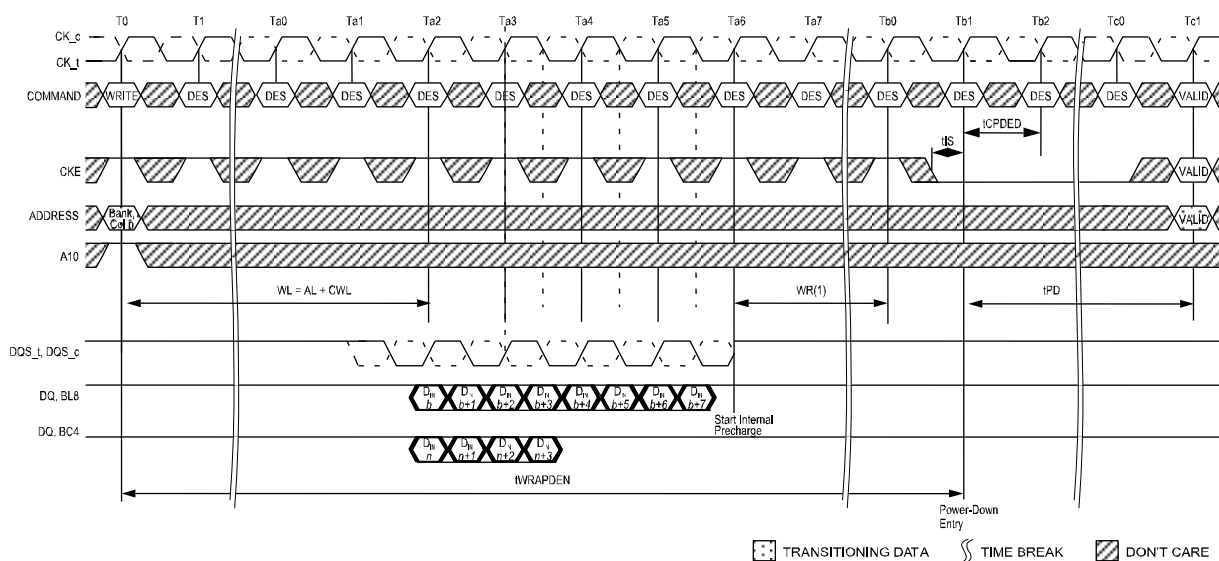 T0 T1 Ta0 Ta1 Ta2 Ta3 Ta4 Ta5 Ta6 Ta7 Tb0 Tb1 Tb2 Tc0 Tc1
CK_c
CK_t
COMMAND WRITE DES DES DES DES DES DES DES DES DES DES DES DES DES VALID
tCPDED
tIS
CKE VALID
ADDRESS Bank, Col n VALID
A10
WL = AL + CWL WR(1) tPD
DQS_t, DQS_c
DQ, BL8 DIN b DIN b+1 DIN b+2 DIN b+3 DIN b+4 DIN b+5 DIN b+6 DIN b+7
Start Internal
Precharge
DQ, BC4 DIN n DIN n+1 DIN n+2 DIN n+3
tWRAPDEN
Power-Down
Entry
TRANSITIONING DATA TIME BREAK DON'T CARE